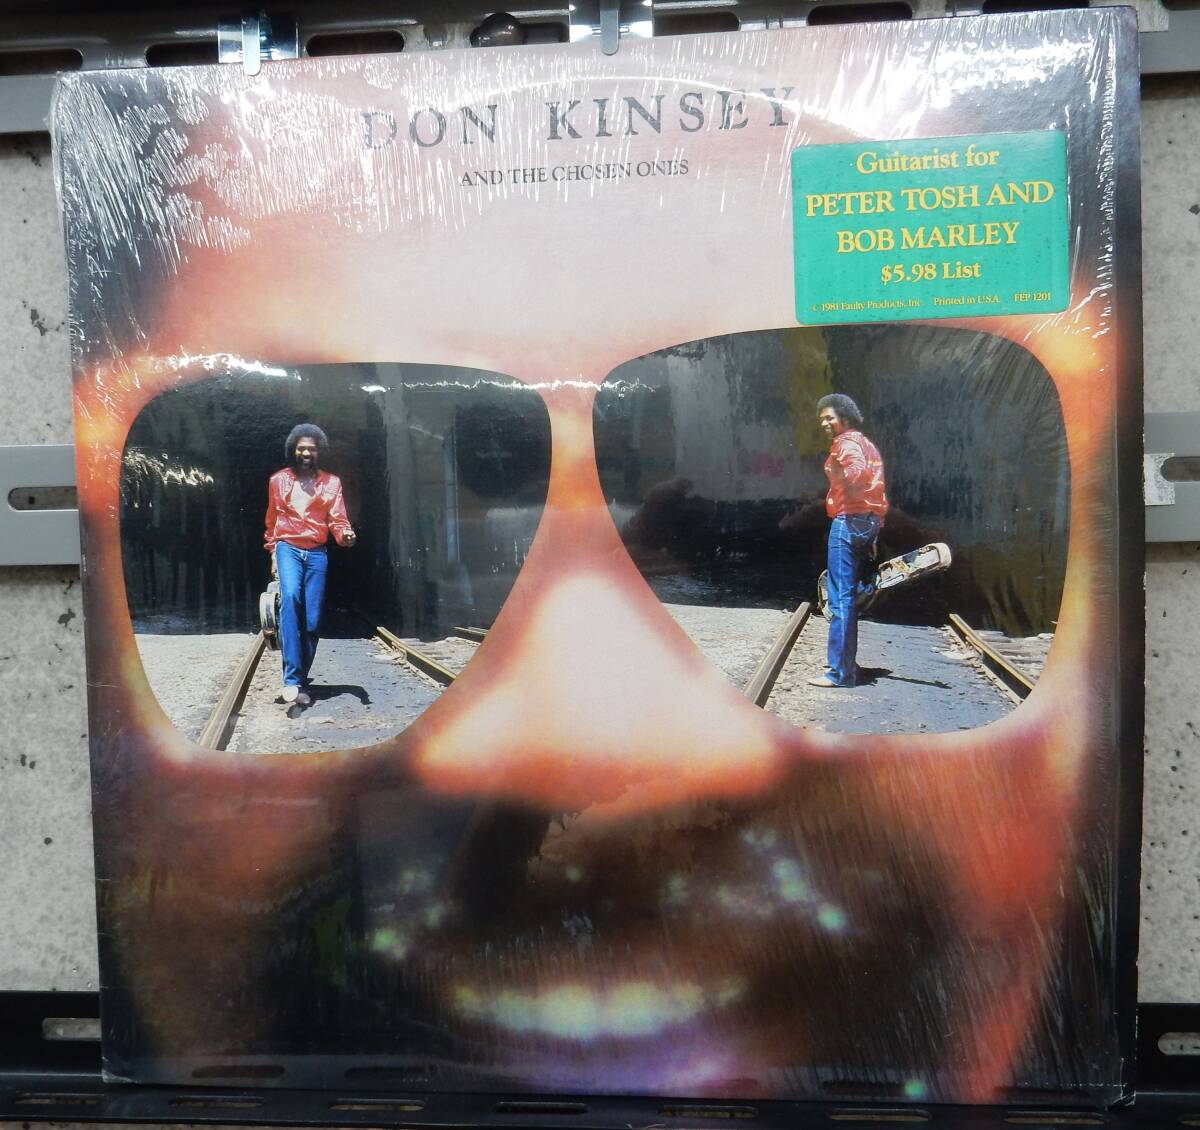 DON KINSEY
AND THE CHOSEN ONES
Guitarist for
PETER TOSH AND
BOB MARLEY
$5.98 List
© 1981 Faulty Products, Inc. Printed in U.S.A. FEP 1201